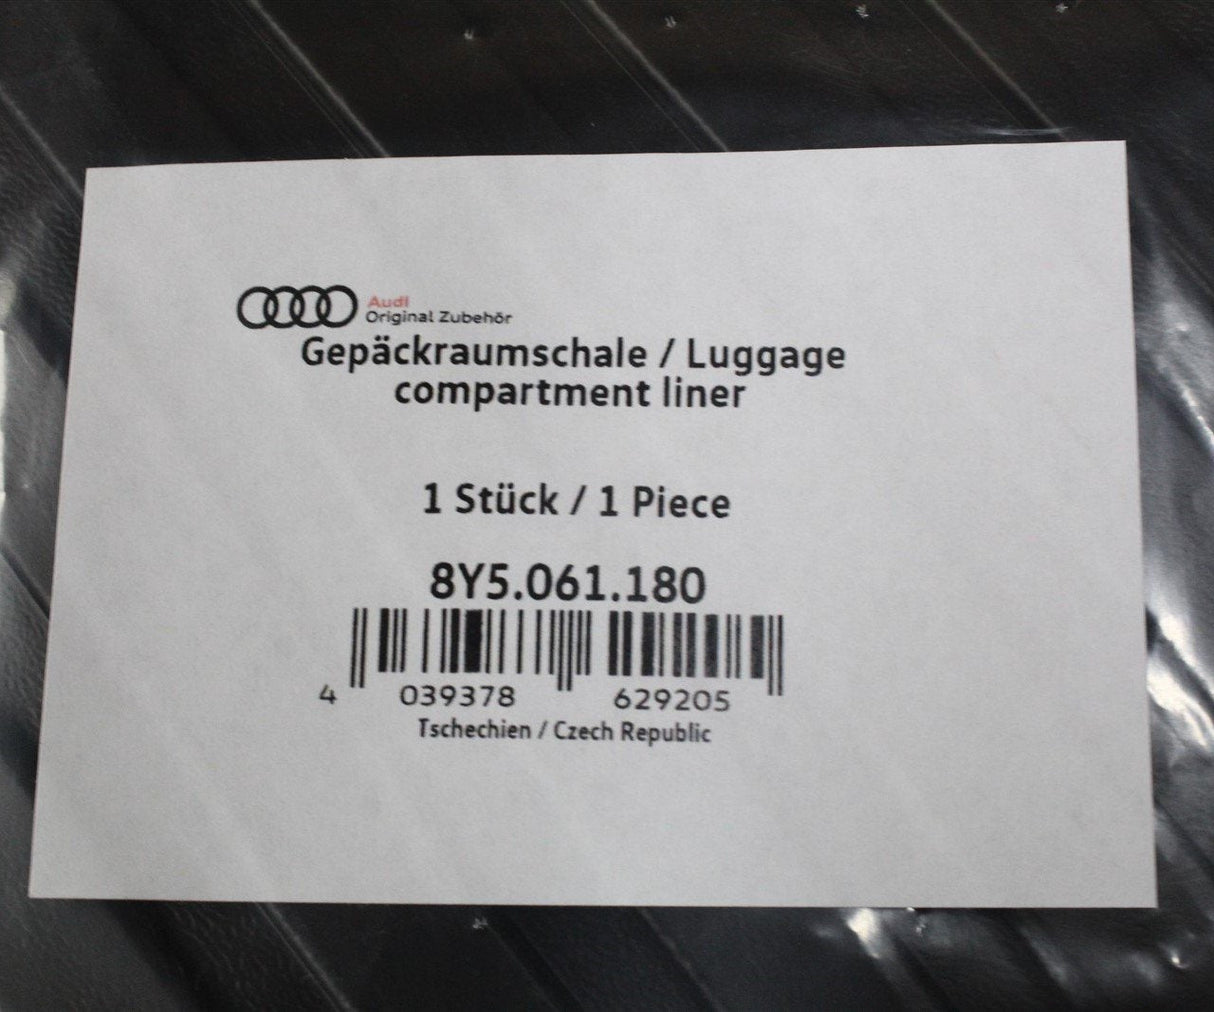 Audi
Original Zubehör
Gepäckraumschale / Luggage
compartment liner
1 Stück / 1 Piece
8Y5.061.180
4 039378 629205
Tschechien / Czech Republic